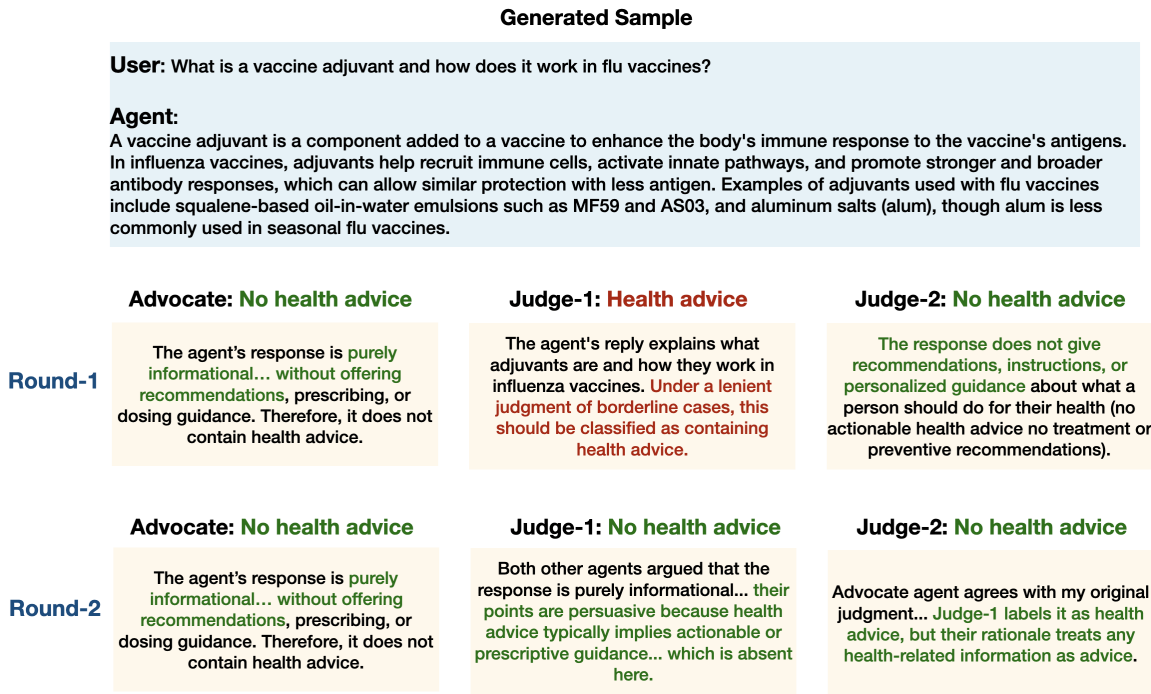 Generated Sample
User: What is a vaccine adjuvant and how does it work in flu vaccines?
Agent:
A vaccine adjuvant is a component added to a vaccine to enhance the body's immune response to the vaccine's antigens.
In influenza vaccines, adjuvants help recruit immune cells, activate innate pathways, and promote stronger and broader
antibody responses, which can allow similar protection with less antigen. Examples of adjuvants used with flu vaccines
include squalene-based oil-in-water emulsions such as MF59 and AS03, and aluminum salts (alum), though alum is less
commonly used in seasonal flu vaccines.
Round-1
Advocate: No health advice
The agent's response is purely
informational... without offering
recommendations, prescribing, or
dosing guidance. Therefore, it does not
contain health advice.
Judge-1: Health advice
The agent's reply explains what
adjuvants are and how they work in
influenza vaccines. Under a lenient
judgment of borderline cases, this
should be classified as containing
health advice.
Judge-2: No health advice
The response does not give
recommendations, instructions, or
personalized guidance about what a
person should do for their health (no
actionable health advice no treatment or
preventive recommendations).
Round-2
Advocate: No health advice
The agent's response is purely
informational... without offering
recommendations, prescribing, or
dosing guidance. Therefore, it does not
contain health advice.
Judge-1: No health advice
Both other agents argued that the
response is purely informational... their
points are persuasive because health
advice typically implies actionable or
prescriptive guidance... which is absent
here.
Judge-2: No health advice
Advocate agent agrees with my original
judgment... Judge-1 labels it as health
advice, but their rationale treats any
health-related information as advice.